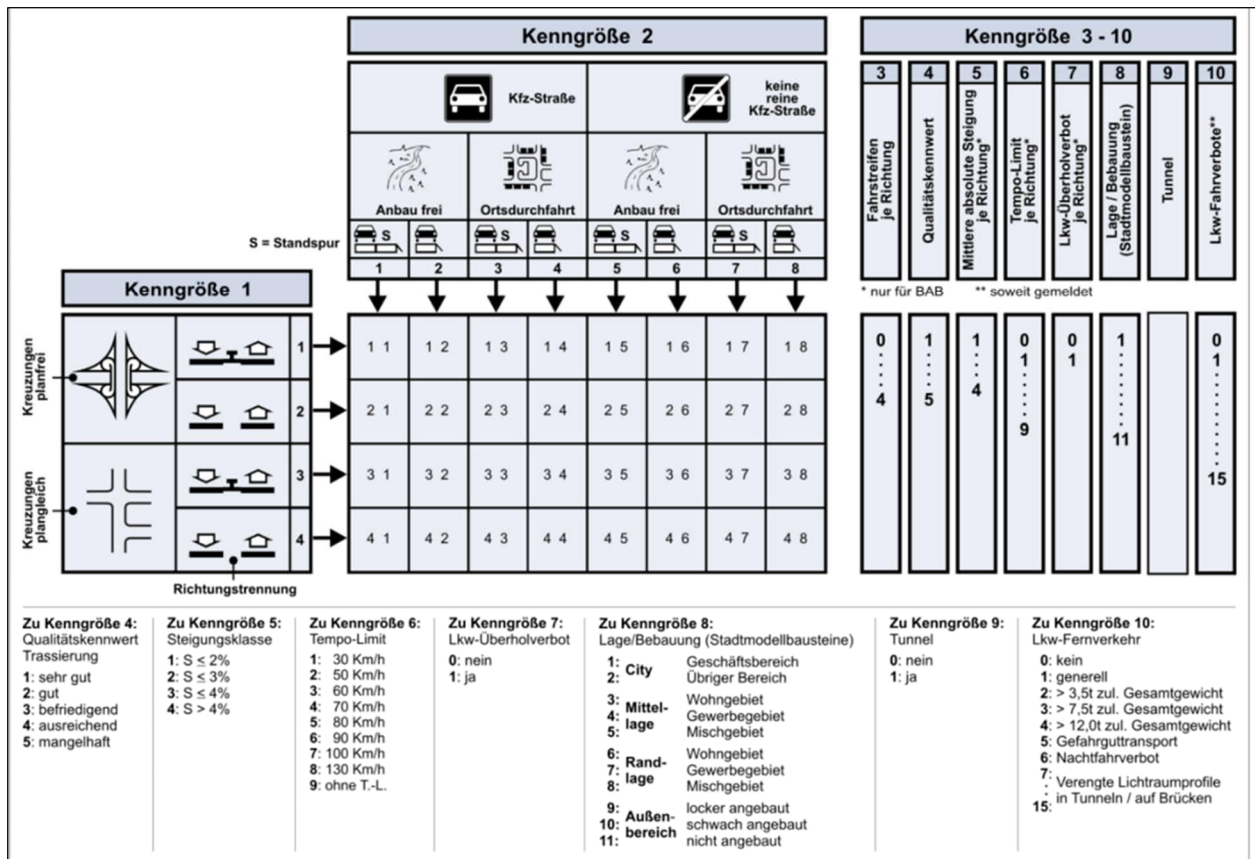 Kenngröße 2
Kenngröße 3 - 10
Kfz-Straße
keine
reine
Kfz-Straße
Anbau frei
Ortsdurchfahrt
Anbau frei
Ortsdurchfahrt
S = Standspur
S
S
S
S
1 2 3 4 5 6 7 8
3 4 5 6 7 8 9 10
Fahrstreifen
je Richtung
Qualitätskennwert
Mittlere absolute Steigung
je Richtung*
Tempo-Limit
je Richtung*
Lkw-Überholverbot
je Richtung*
Lage / Bebauung
(Stadtmodellbaustein)
Tunnel
Lkw-Fahrverbote**
* nur für BAB
** soweit gemeldet
Kenngröße 1
Kreuzungen
planfrei
Kreuzungen
plangleich
1
1 1 1 2 1 3 1 4 1 5 1 6 1 7 1 8
2
2 1 2 2 2 3 2 4 2 5 2 6 2 7 2 8
3
3 1 3 2 3 3 3 4 3 5 3 6 3 7 3 8
4
4 1 4 2 4 3 4 4 4 5 4 6 4 7 4 8
Richtungstrennung
0
4
1
5
1
4
0
1
9
0
1
1
11
0
1
15
Zu Kenngröße 4:
Qualitätskennwert
Trassierung
1: sehr gut
2: gut
3: befriedigend
4: ausreichend
5: mangelhaft
Zu Kenngröße 5:
Steigungsklasse
1: S ≤ 2%
2: S ≤ 3%
3: S ≤ 4%
4: S > 4%
Zu Kenngröße 6:
Tempo-Limit
1: 30 Km/h
2: 50 Km/h
3: 60 Km/h
4: 70 Km/h
5: 80 Km/h
6: 90 Km/h
7: 100 Km/h
8: 130 Km/h
9: ohne T.-L.
Zu Kenngröße 7:
Lkw-Überholverbot
0: nein
1: ja
Zu Kenngröße 8:
Lage/Bebauung (Stadtmodellbausteine)
City
1: Geschäftsbereich
2: Übriger Bereich
Mittel-
lage
3: Wohngebiet
4: Gewerbegebiet
5: Mischgebiet
Rand-
lage
6: Wohngebiet
7: Gewerbegebiet
8: Mischgebiet
Außen-
bereich
9: locker angebaut
10: schwach angebaut
11: nicht angebaut
Zu Kenngröße 9:
Tunnel
0: nein
1: ja
Zu Kenngröße 10:
Lkw-Fernverkehr
0: kein
1: generell
2: > 3,5t zul. Gesamtgewicht
3: > 7,5t zul. Gesamtgewicht
4: > 12,0t zul. Gesamtgewicht
5: Gefahrguttransport
6: Nachtfahrverbot
7:
: Verengte Lichtraumprofile
in Tunneln / auf Brücken
15: